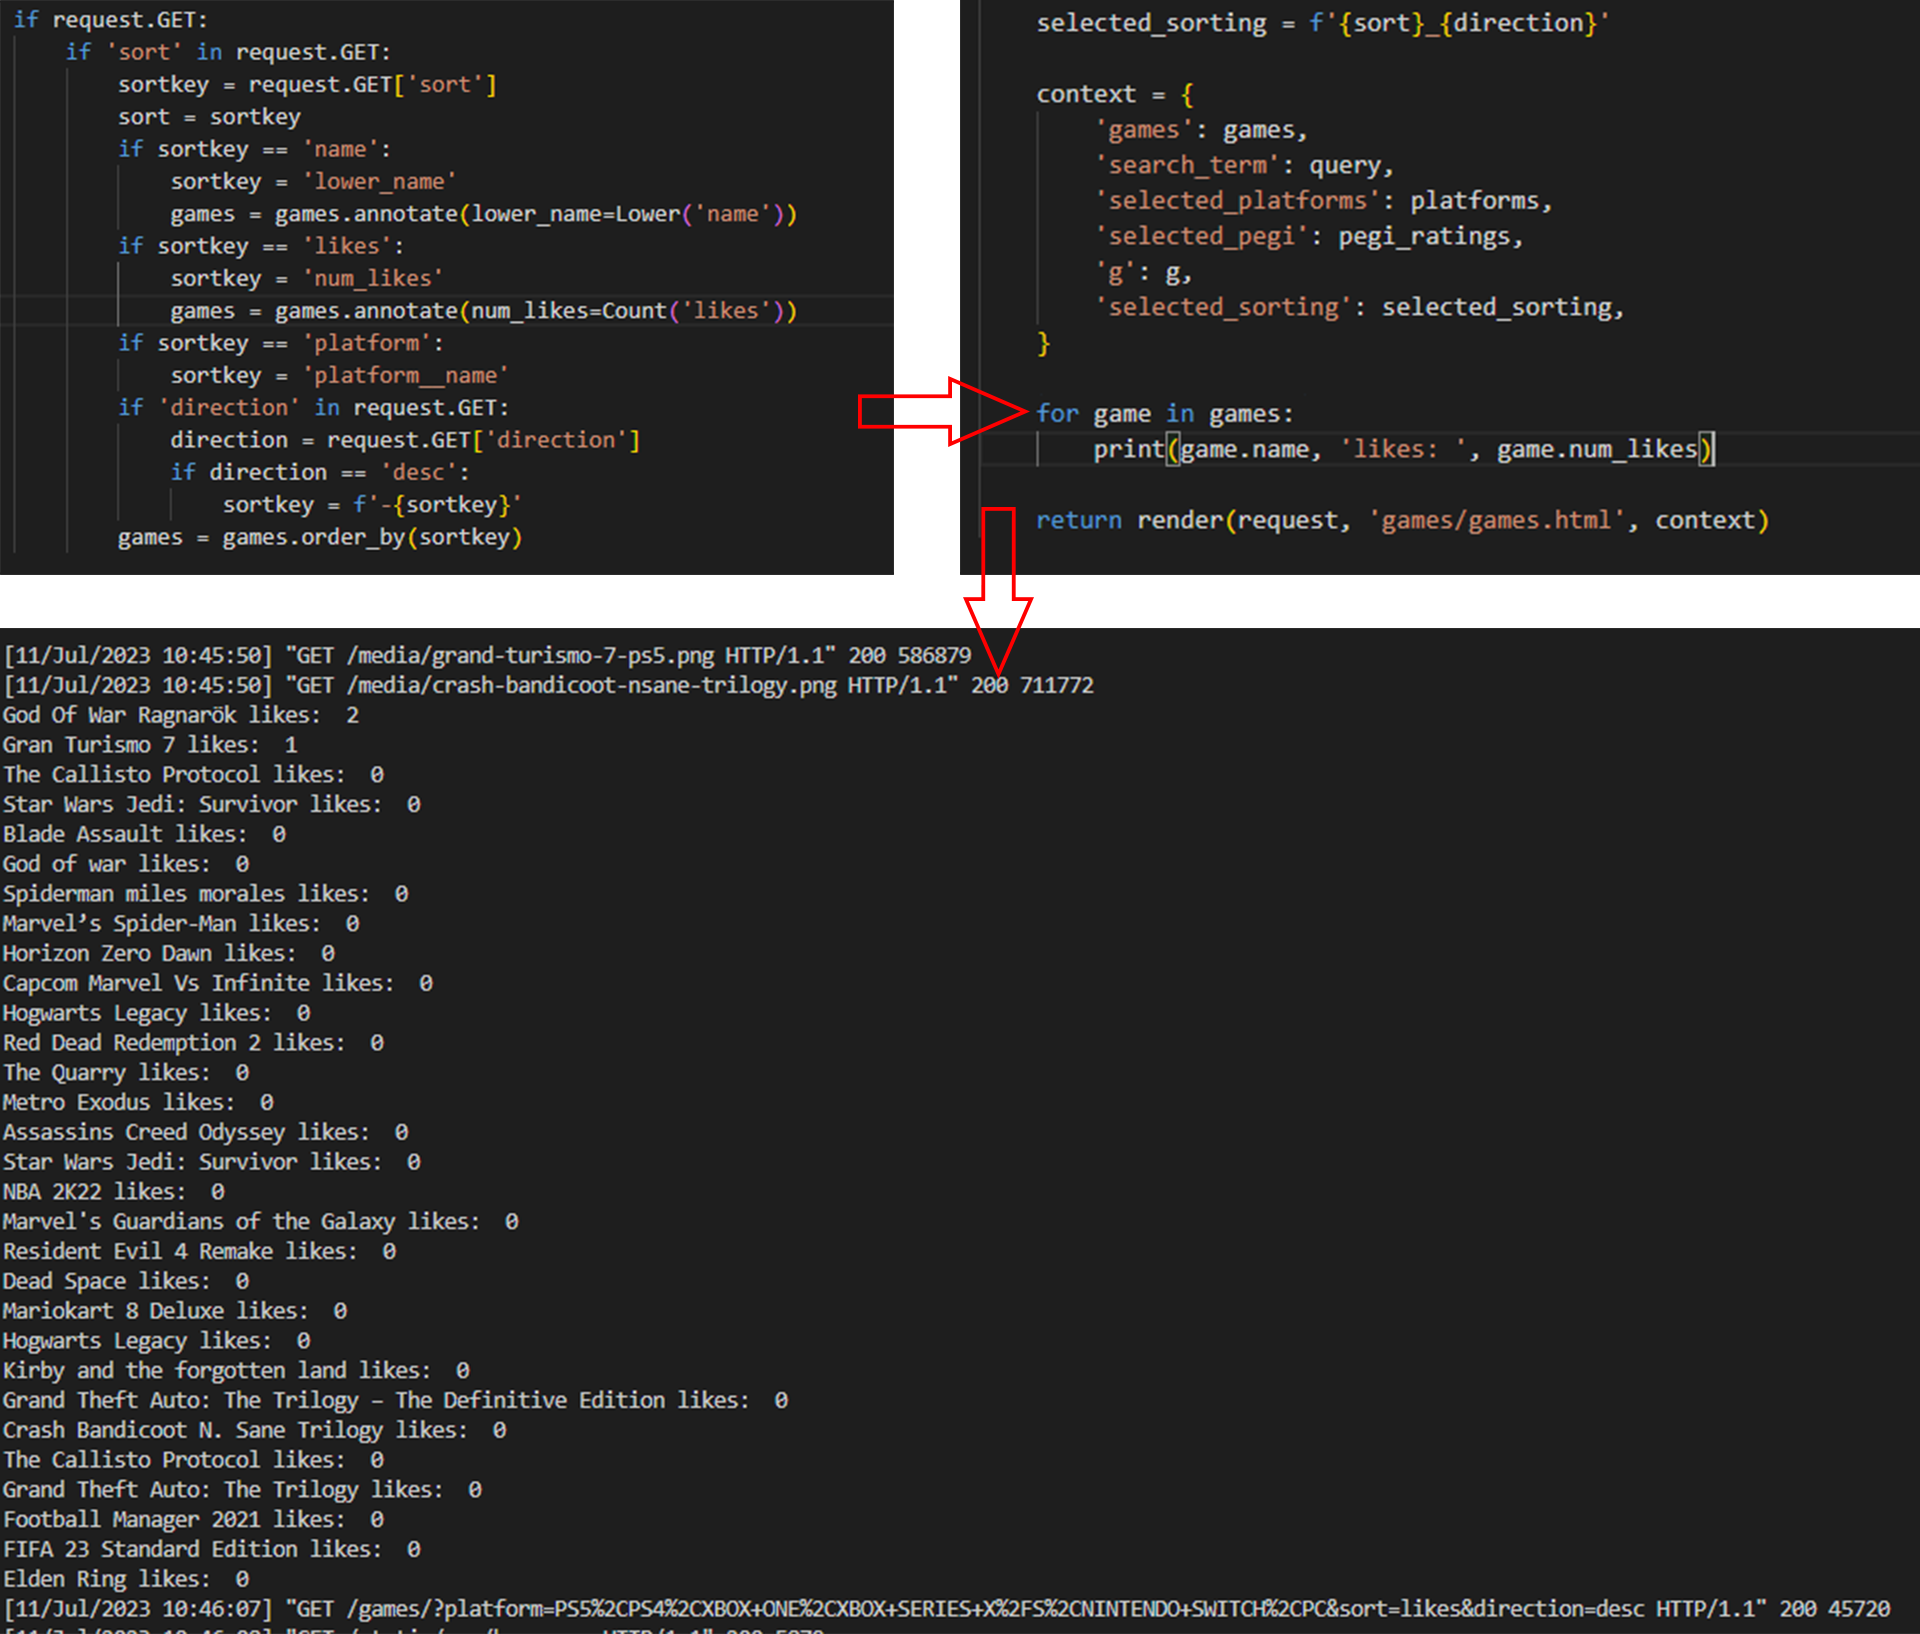 if request.GET:
if 'sort' in request.GET:
sortkey = request.GET['sort']
sort = sortkey
if sortkey == 'name':
sortkey = 'lower_name'
games = games.annotate(lower_name=Lower('name'))
if sortkey == 'likes':
sortkey = 'num_likes'
games = games.annotate(num_likes=Count('likes'))
if sortkey == 'platform':
sortkey = 'platform__name'
if 'direction' in request.GET:
direction = request.GET['direction']
if direction == 'desc':
sortkey = f'-{sortkey}'
games = games.order_by(sortkey)
selected_sorting = f'{sort}_{direction}'
context = {
'games': games,
'search_term': query,
'selected_platforms': platforms,
'selected_pegi': pegi_ratings,
'g': g,
'selected_sorting': selected_sorting,
}
for game in games:
print(game.name, 'likes: ', game.num_likes)
return render(request, 'games/games.html', context)
[11/Jul/2023 10:45:50] "GET /media/grand-turismo-7-ps5.png HTTP/1.1" 200 586879
[11/Jul/2023 10:45:50] "GET /media/crash-bandicoot-nsane-trilogy.png HTTP/1.1" 200 711772
God Of War Ragnarök likes:  2
Gran Turismo 7 likes:  1
The Callisto Protocol likes:  0
Star Wars Jedi: Survivor likes:  0
Blade Assault likes:  0
God of war likes:  0
Spiderman miles morales likes:  0
Marvel’s Spider-Man likes:  0
Horizon Zero Dawn likes:  0
Capcom Marvel Vs Infinite likes:  0
Hogwarts Legacy likes:  0
Red Dead Redemption 2 likes:  0
The Quarry likes:  0
Metro Exodus likes:  0
Assassins Creed Odyssey likes:  0
Star Wars Jedi: Survivor likes:  0
NBA 2K22 likes:  0
Marvel's Guardians of the Galaxy likes:  0
Resident Evil 4 Remake likes:  0
Dead Space likes:  0
Mariokart 8 Deluxe likes:  0
Hogwarts Legacy likes:  0
Kirby and the forgotten land likes:  0
Grand Theft Auto: The Trilogy – The Definitive Edition likes:  0
Crash Bandicoot N. Sane Trilogy likes:  0
The Callisto Protocol likes:  0
Grand Theft Auto: The Trilogy likes:  0
Football Manager 2021 likes:  0
FIFA 23 Standard Edition likes:  0
Elden Ring likes:  0
[11/Jul/2023 10:46:07] "GET /games/?platform=PS5%2CPS4%2CXBOX+ONE%2CXBOX+SERIES+X%2FS%2CNINTENDO+SWITCH%2CPC&sort=likes&direction=desc HTTP/1.1" 200 45720